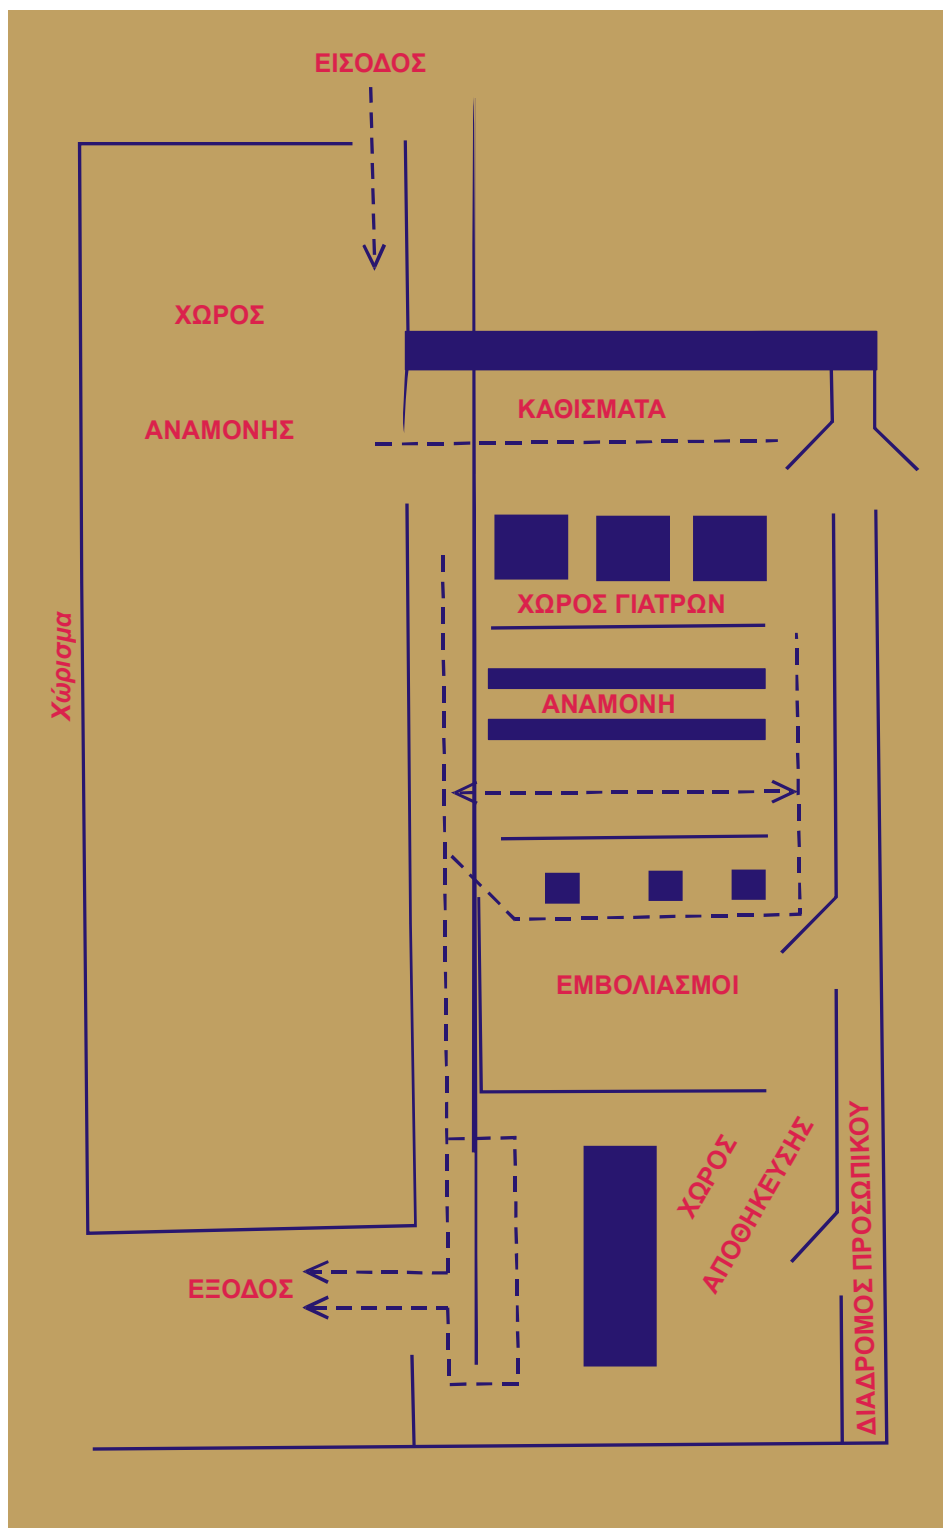 ΕΙΣΟΔΟΣ
ΧΩΡΟΣ
ΑΝΑΜΟΝΗΣ
ΚΑΘΙΣΜΑΤΑ
ΧΩΡΟΣ ΓΙΑΤΡΩΝ
Χώρισμα
ΑΝΑΜΟΝΗ
ΕΜΒΟΛΙΑΣΜΟΙ
ΧΩΡΟΣ
ΑΠΟΘΗΚΕΥΣΗΣ
ΔΙΑΔΡΟΜΟΣ ΠΡΟΣΩΠΙΚΟΥ
ΕΞΟΔΟΣ